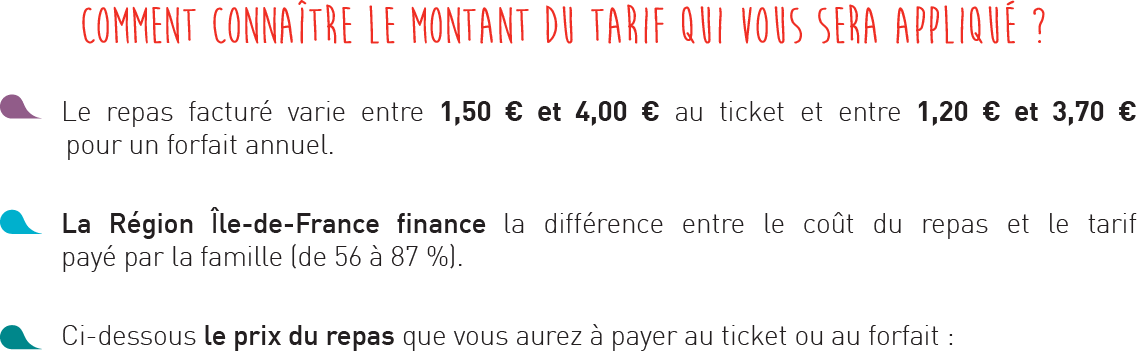 COMMENT CONNAÎTRE LE MONTANT DU TARIF QUI VOUS SERA APPLIQUÉ ?
Le repas facturé varie entre 1,50 € et 4,00 € au ticket et entre 1,20 € et 3,70 €
pour un forfait annuel.
La Région Île-de-France finance la différence entre le coût du repas et le tarif
payé par la famille (de 56 à 87 %).
Ci-dessous le prix du repas que vous aurez à payer au ticket ou au forfait :